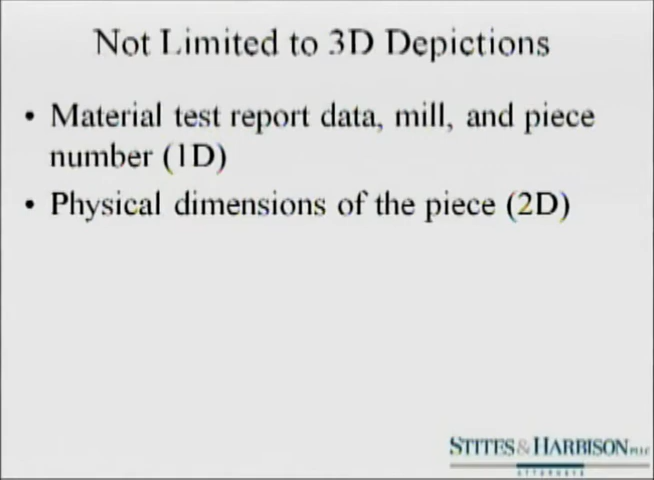 Not Limited to 3D Depictions
• Material test report data, mill, and piece
number (1D)
• Physical dimensions of the piece (2D)
STITES & HARBISON PLLC
ATTORNEYS